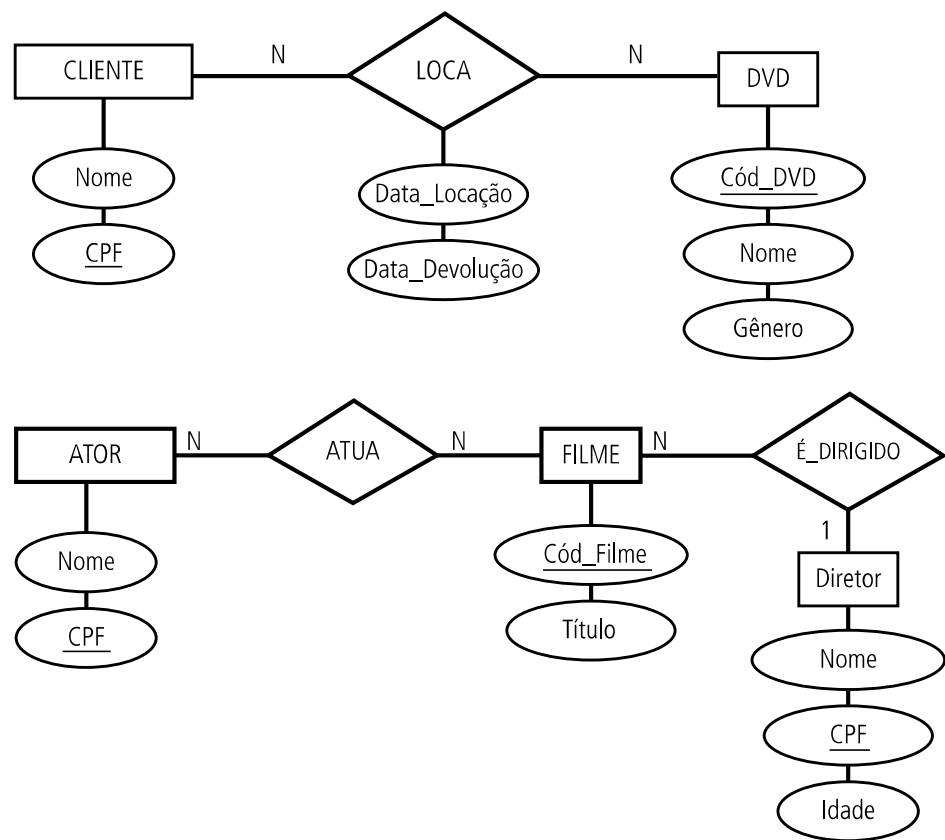 CLIENTE
N
LOCA
N
DVD
Nome
CPF
Data_Locação
Data_Devolução
Cód_DVD
Nome
Gênero
ATOR
N
ATUA
N
FILME
N
É_DIRIGIDO
1
Nome
CPF
Cód_Filme
Título
Diretor
Nome
CPF
Idade